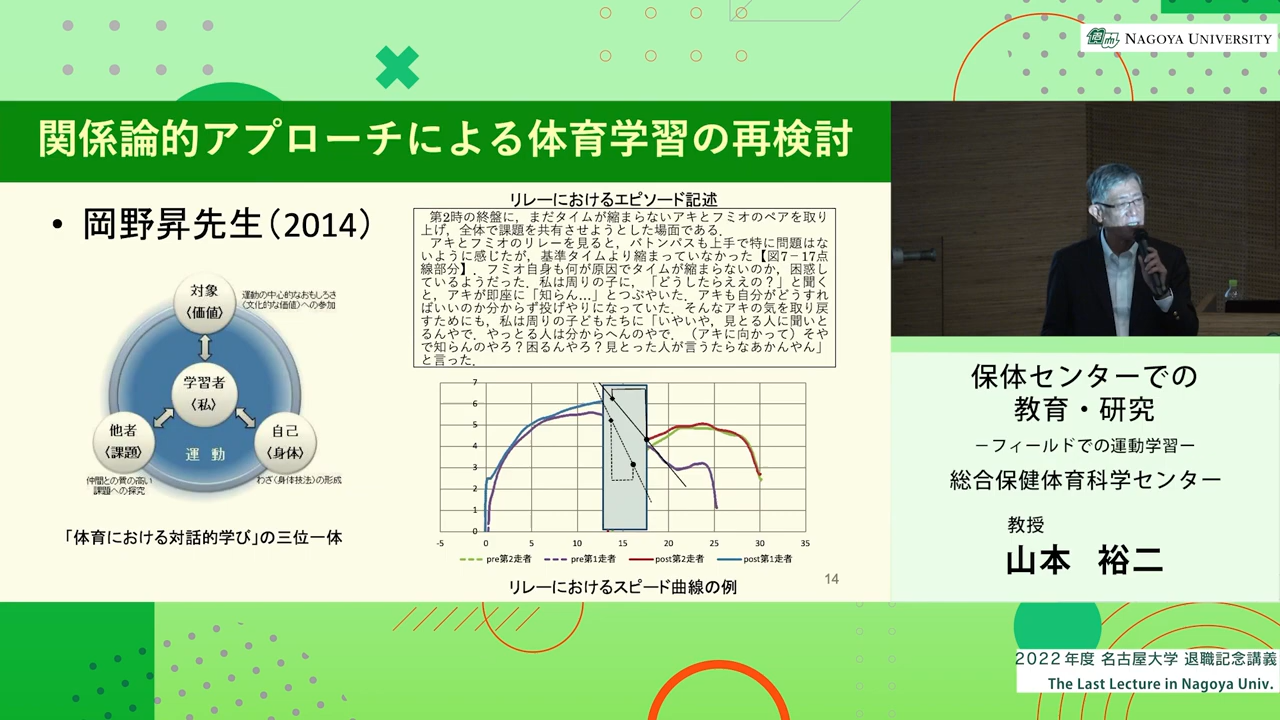 NAGOYA UNIVERSITY
関係論的アプローチによる体育学習の再検討
• 岡野昇先生（2014）
対象
〈価値〉
運動の中心的なおもしろさ
〈文化的な価値〉への参加
学習者
〈私〉
他者
〈課題〉
自己
〈身体〉
運 動
仲間との質の高い
課題への探究
わざ〈身体技法〉の形成
「体育における対話的学び」の三位一体
リレーにおけるエピソード記述
第2時の終盤に，まだタイムが縮まらないアキとフミオのペアを取り
上げ，全体で課題を共有させようとした場面である．
アキとフミオのリレーを見ると，バトンパスも上手で特に問題はな
いように感じたが，基準タイムより縮まっていなかった【図7－17点
線部分】．フミオ自身も何が原因でタイムが縮まらないのか，困惑し
ているようだった．私は周りの子に，「どうしたらええの？」と聞く
と，アキが即座に「知らん…」とつぶやいた．アキも自分がどうすれ
ばいいのか分からず投げやりになっていた．そんなアキの気を取り戻
すためにも，私は周りの子どもたちに「いやいや，見とる人に聞いと
るんやで．やっとる人は分からへんのやで．（アキに向かって）そや
で知らんのやろ？困るんやろ？見とった人が言うたらなあかんやん」
と言った．
7
6
5
4
3
2
1
0
-5 0 5 10 15 20 25 30 35
pre第2走者 pre第1走者 post第2走者 post第1走者
リレーにおけるスピード曲線の例
14
保体センターでの
教育・研究
－フィールドでの運動学習－
総合保健体育科学センター
教授
山本 裕二
2022年度 名古屋大学 退職記念講義
The Last Lecture in Nagoya Univ.